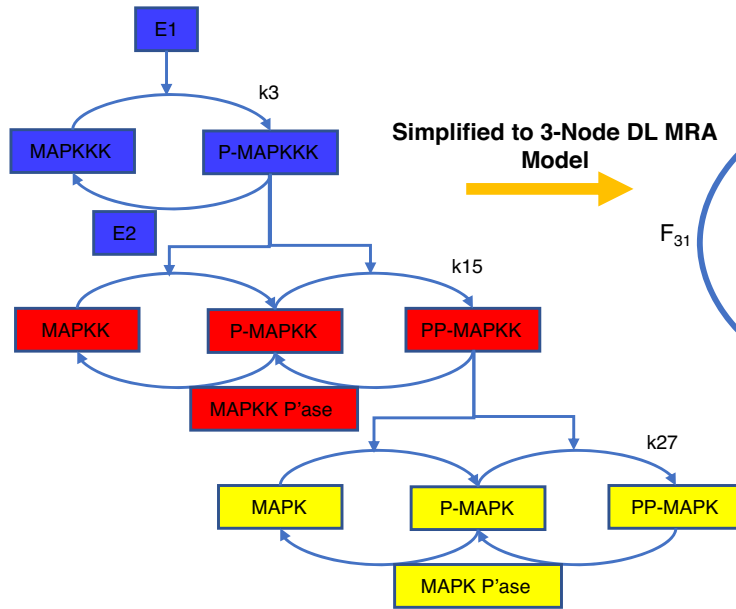 E1
k3
MAPKKK
P-MAPKKK
E2
Simplified to 3-Node DL MRA
Model
F31
k15
MAPKK
P-MAPKK
PP-MAPKK
MAPKK P'ase
k27
MAPK
P-MAPK
PP-MAPK
MAPK P'ase